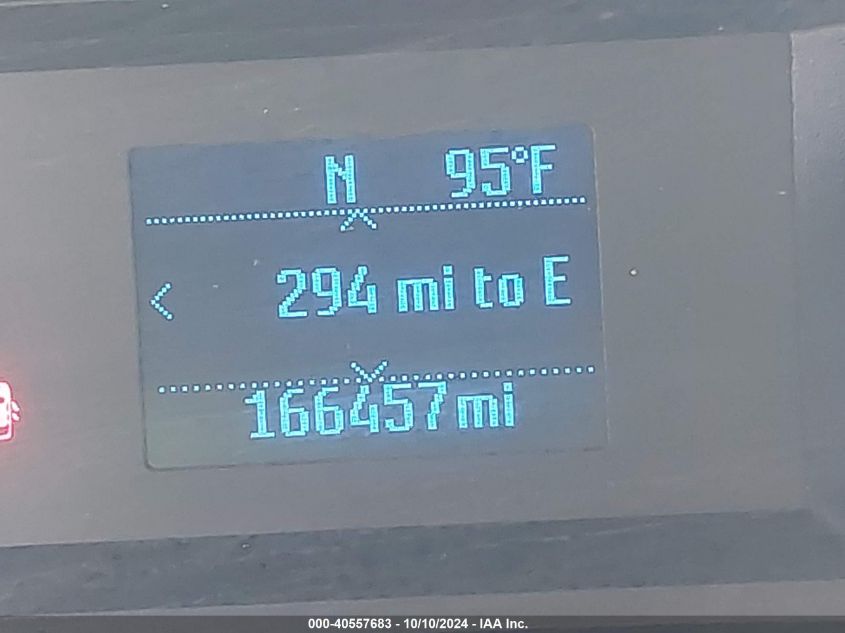 N 95°F
294 mi to E
166457mi
000-40557683 - 10/10/2024 - IAA Inc.